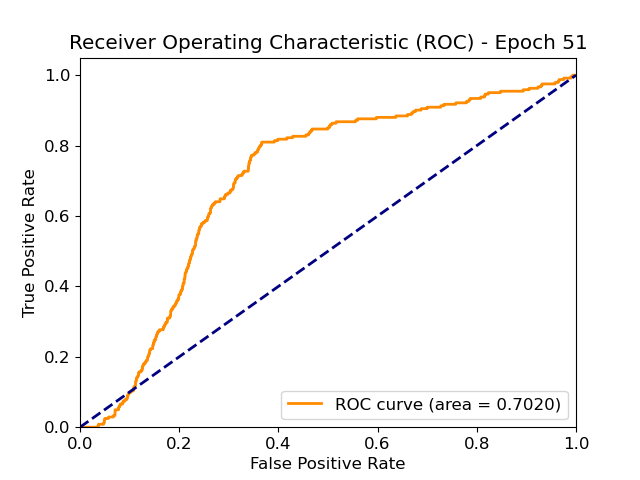 Receiver Operating Characteristic (ROC) - Epoch 51
1.0
0.8
0.6
0.4
0.2
0.0
True Positive Rate
ROC curve (area = 0.7020)
0.0 0.2 0.4 0.6 0.8 1.0
False Positive Rate